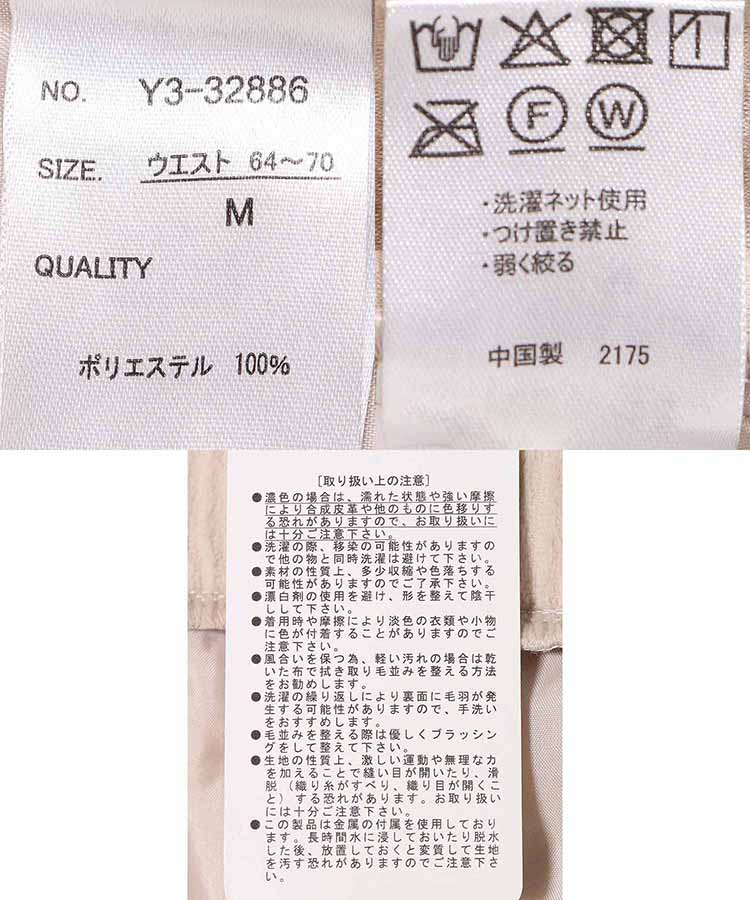 NO. Y3-32886
SIZE. ウエスト 64～70
M
QUALITY
ポリエステル 100%
F W
・洗濯ネット使用
・つけ置き禁止
・弱く絞る
中国製 2175
［取り扱い上の注意］
●濃色の場合は、濡れた状態や強い摩擦
により合成皮革や他のものに色移りす
る恐れがありますので、お取り扱いに
は十分ご注意下さい。
●洗濯の際、移染の可能性がありますの
で他の物と同時洗濯は避けて下さい。
●素材の性質上、多少収縮や色落ちする
可能性がありますのでご了承下さい。
●漂白剤の使用を避け、形を整えて陰干
しして下さい。
●着用時や摩擦により淡色の衣類や小物
に色が付着することがありますのでご
注意下さい。
●風合いを保つ為、軽い汚れの場合は乾
いた布で拭き取り毛並みを整える方法
をお勧めします。
●洗濯の繰り返しにより裏面に毛羽が発
生する可能性がありますので、手洗い
をおすすめします。
●毛並みを整える際は優しくブラッシン
グをして整えて下さい。
●生地の性質上、激しい運動や無理な力
を加えることで縫い目が開いたり、滑
脱（織り糸がすべり、織り目が開くこ
と）する恐れがあります。お取り扱い
には十分ご注意下さい。
●この製品は金属の付属を使用しており
ます。長時間水に浸しておいたり脱水
した後、放置しておくと変質して生地
を汚す恐れがありますのでご注意下さ
い。